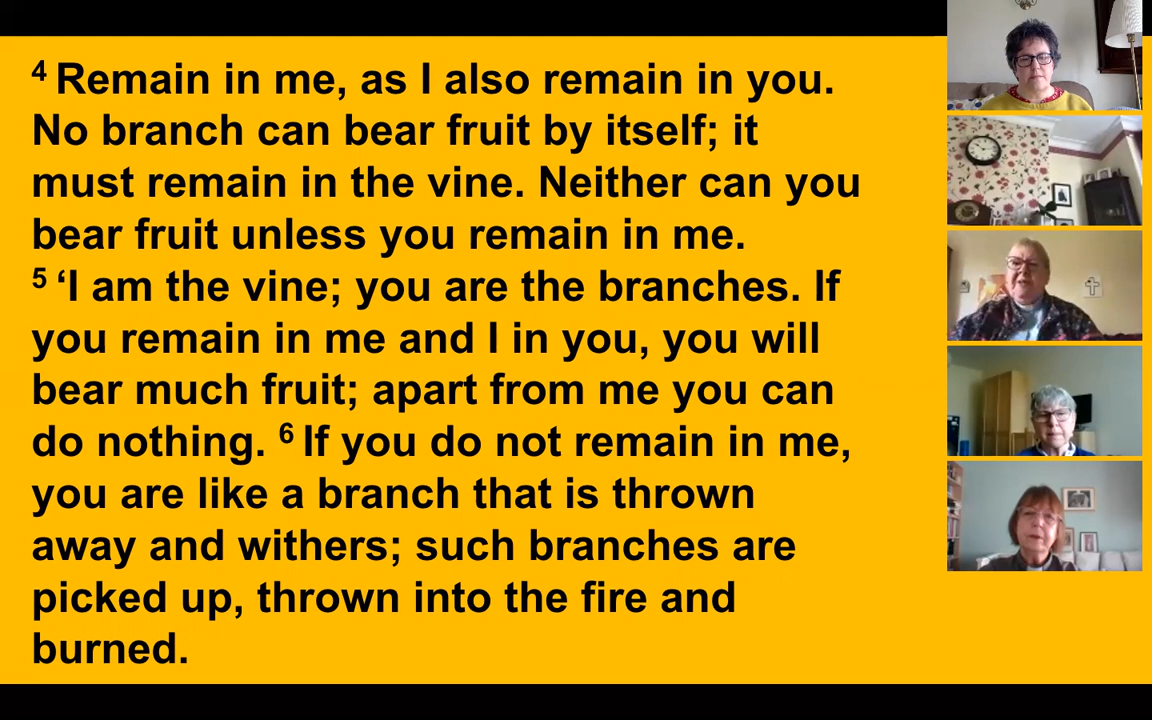 4 Remain in me, as I also remain in you.
No branch can bear fruit by itself; it
must remain in the vine. Neither can you
bear fruit unless you remain in me.
5 ‘I am the vine; you are the branches. If
you remain in me and I in you, you will
bear much fruit; apart from me you can
do nothing. 6 If you do not remain in me,
you are like a branch that is thrown
away and withers; such branches are
picked up, thrown into the fire and
burned.